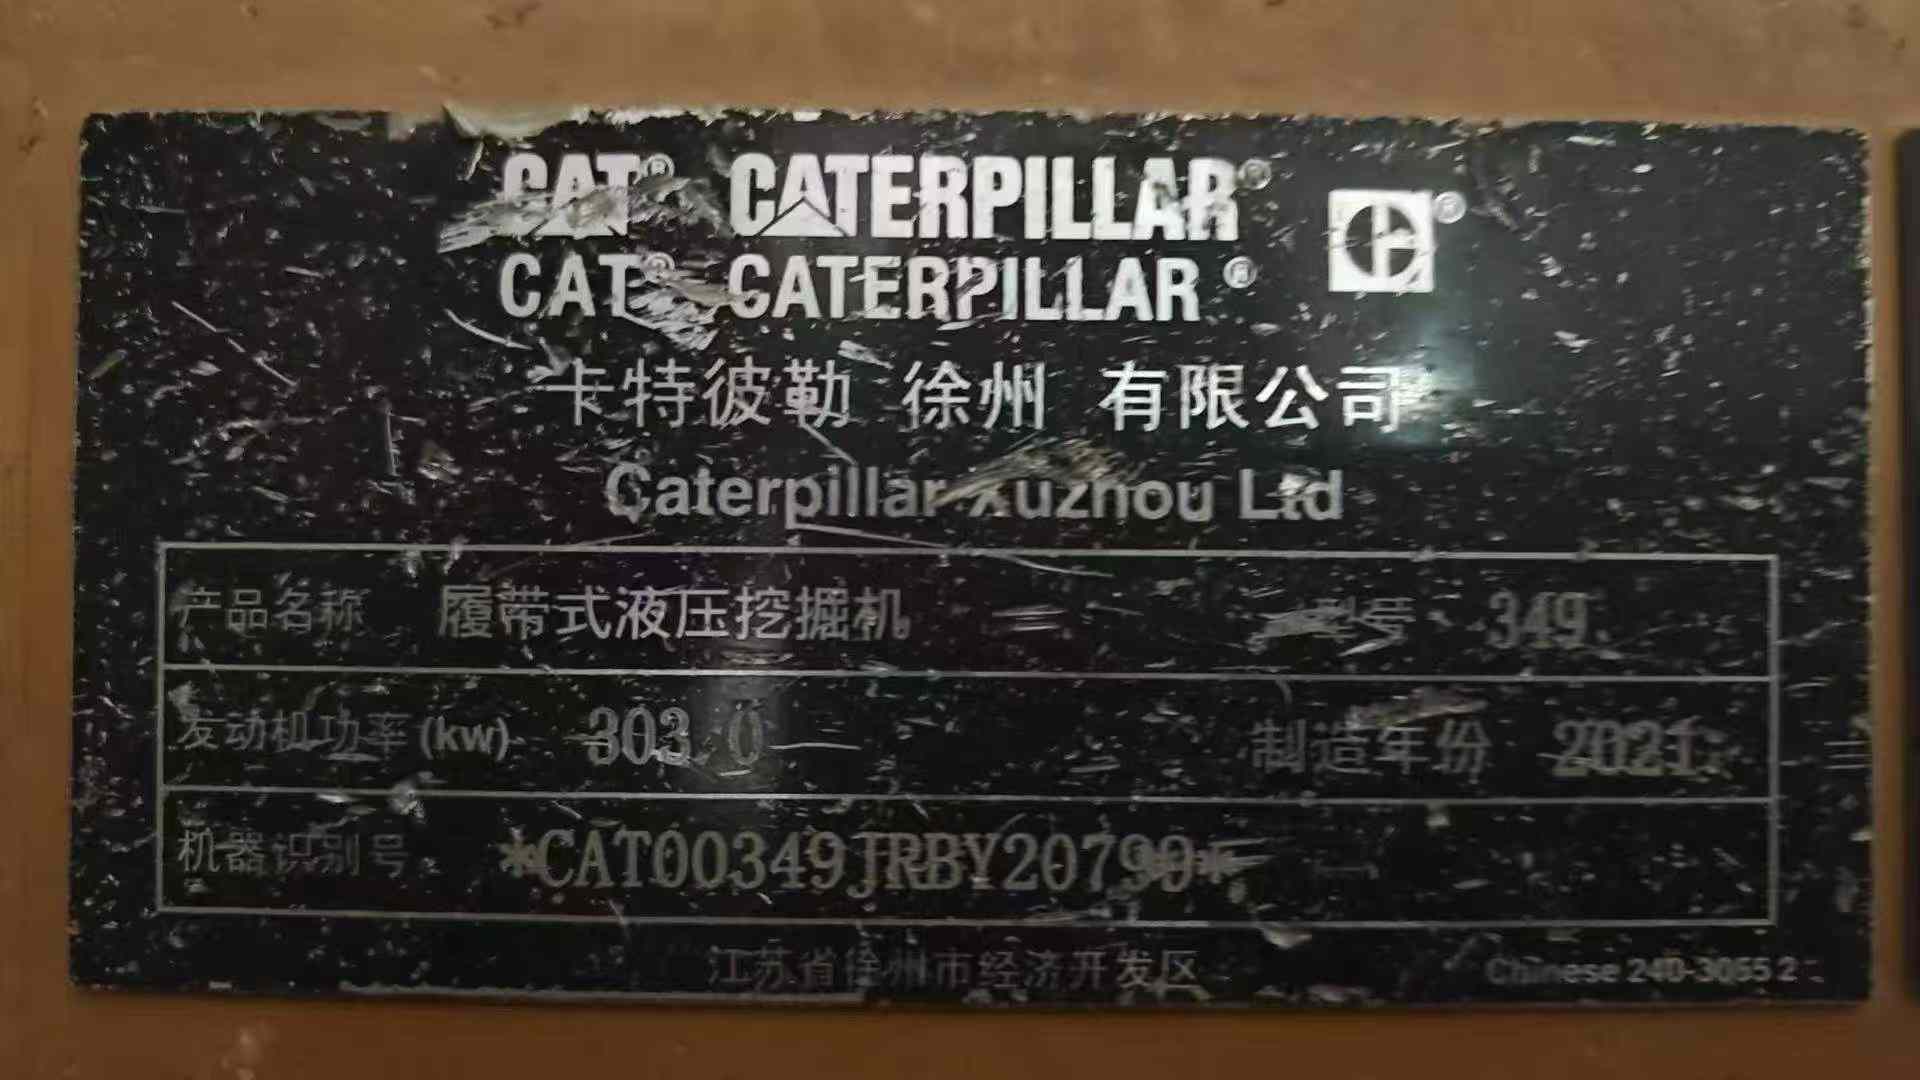 CAT® CATERPILLAR®
CAT® CATERPILLAR®
卡特彼勒 徐州 有限公司
Caterpillar Xuzhou Ltd
产品名称 履带式液压挖掘机 型号 349
发动机功率(kw) 303.0 制造年份 2021
机器识别号 *CAT00349JRBY20790*
江苏省徐州市经济开发区 Chinese 240-3055 2